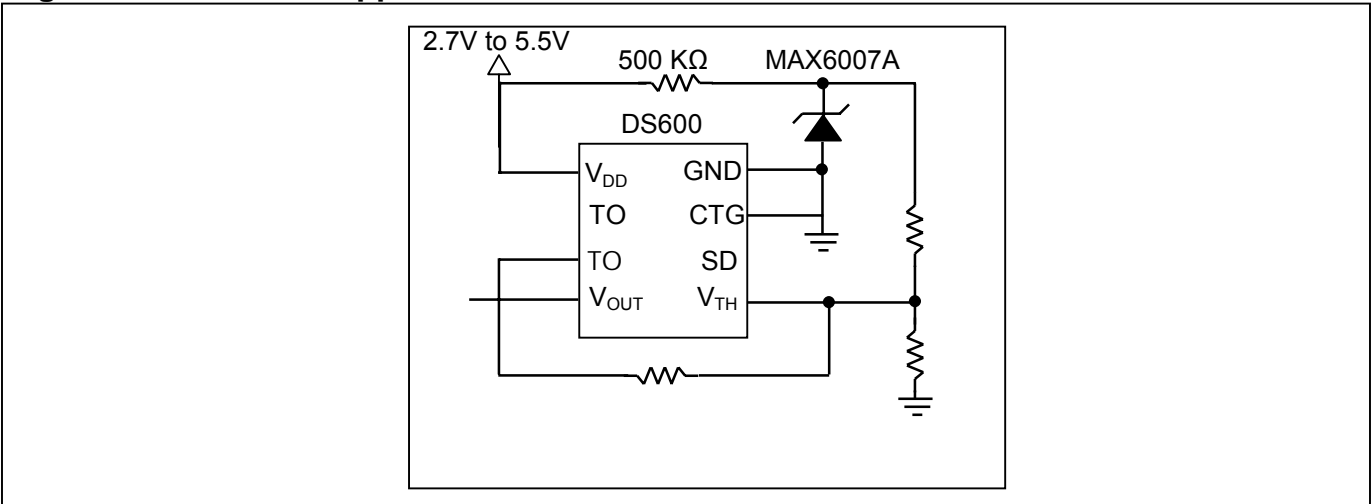 2.7V to 5.5V
500 KΩ
MAX6007A
DS600
V_DD
GND
TO
CTG
TO
SD
V_OUT
V_TH